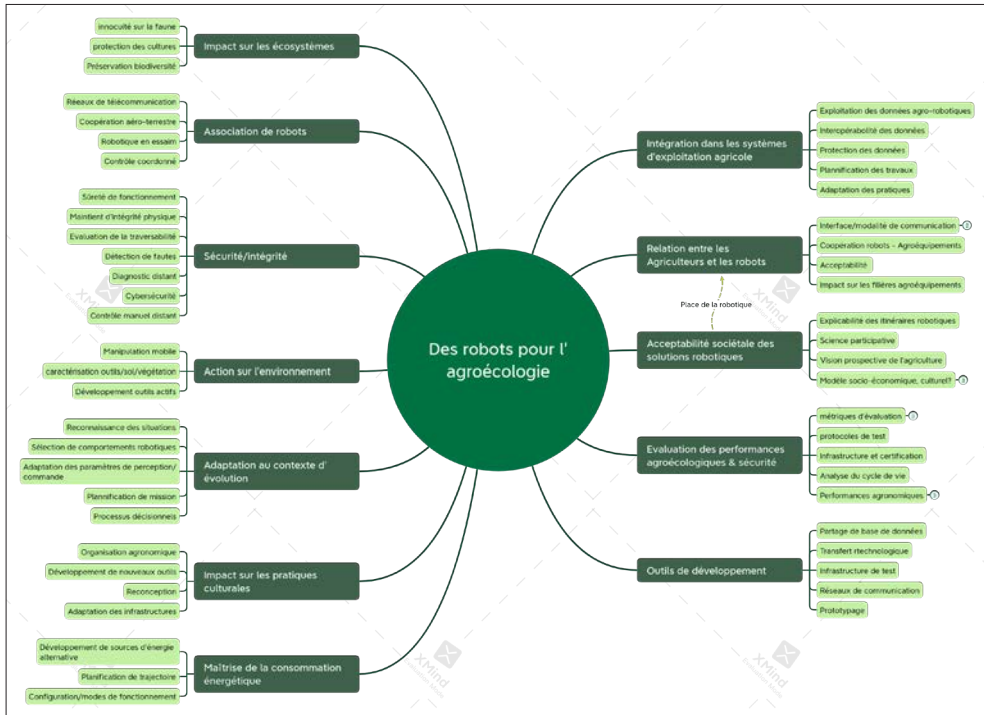 Des robots pour l'
agroécologie
Impact sur les écosystèmes
innocuité sur la faune
protection des cultures
Préservation biodiversité
Association de robots
Réeaux de télécommunication
Coopération aéro-terrestre
Robotique en essaim
Contrôle coordonné
Sécurité/intégrité
Sûreté de fonctionnement
Maintient d'intégrité physique
Evaluation de la traversabilité
Détection de fautes
Diagnostic distant
Cybersécurité
Contrôle manuel distant
Action sur l'environnement
Manipulation mobile
caractérisation outils/sol/végétation
Développement outils actifs
Adaptation au contexte d'
évolution
Reconnaissance des situations
Sélection de comportements robotiques
Adaptation des paramètres de perception/
commande
Plannification de mission
Processus décisionnels
Impact sur les pratiques
culturales
Organisation agronomique
Développement de nouveaux outils
Reconception
Adaptation des infrastructures
Maîtrise de la consommation
énergétique
Développement de sources d'énergie
alternative
Planification de trajectoire
Configuration/modes de fonctionnement
Intégration dans les systèmes
d'exploitation agricole
Exploitation des données agro-robotiques
Interopérabolité des données
Protection des données
Plannification des travaux
Adaptation des pratiques
Relation entre les
Agriculteurs et les robots
Interface/modalité de communication
Coopération robots - Agroéquipements
Acceptabilité
Impact sur les filières agroéquipements
Place de la robotique
Acceptabilité sociétale des
solutions robotiques
Explicabilité des itinéraires robotiques
Science participative
Vision prospective de l'agriculture
Modèle socio-économique, culturel?
Evaluation des performances
agroécologiques & sécurité
métriques d'évaluation
protocoles de test
Infrastructure et certification
Analyse du cycle de vie
Performances agronomiques
Outils de développement
Partage de base de données
Transfert rtechnologique
Infrastructure de test
Réseaux de communication
Prototypage
XMind
XMind
XMind
XMind
XMind